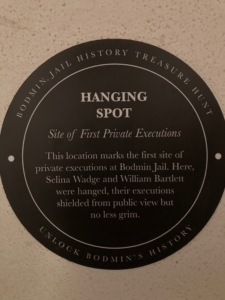 BODMIN JAIL HISTORY TREASURE HUNT
HANGING
SPOT
Site of First Private Executions
This location marks the first site of
private executions at Bodmin Jail. Here,
Selina Wadge and William Bartlett
were hanged, their executions
shielded from public view but
no less grim.
UNLOCK BODMIN'S HISTORY